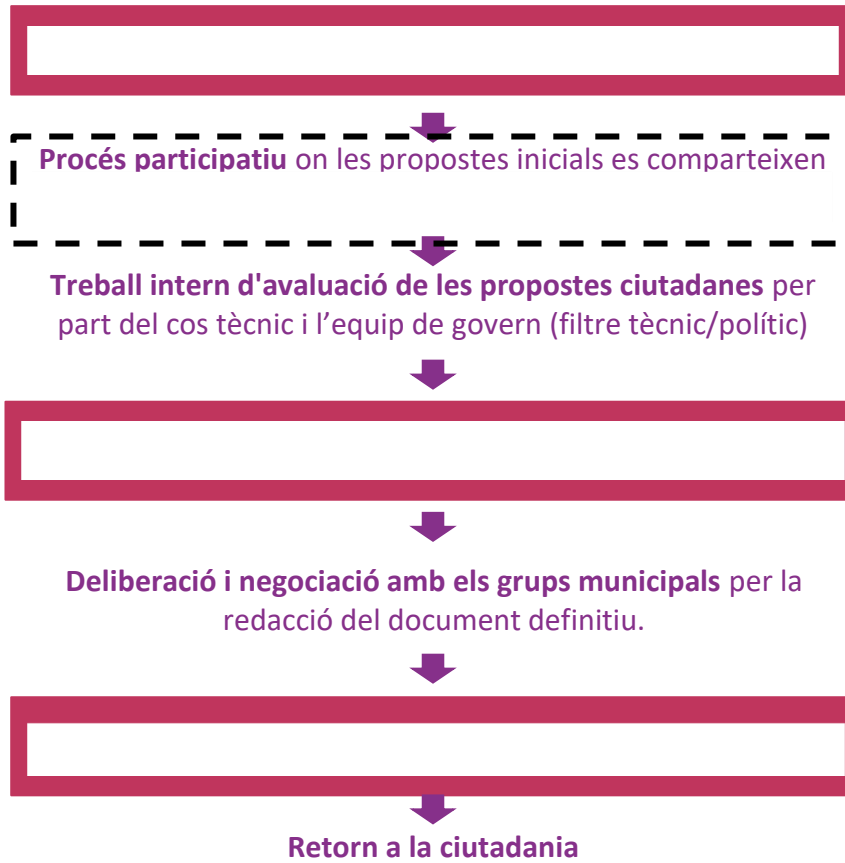 Procés participatiu on les propostes inicials es comparteixen
Treball intern d'avaluació de les propostes ciutadanes per
part del cos tècnic i l’equip de govern (filtre tècnic/polític)
Deliberació i negociació amb els grups municipals per la
redacció del document definitiu.
Retorn a la ciutadania